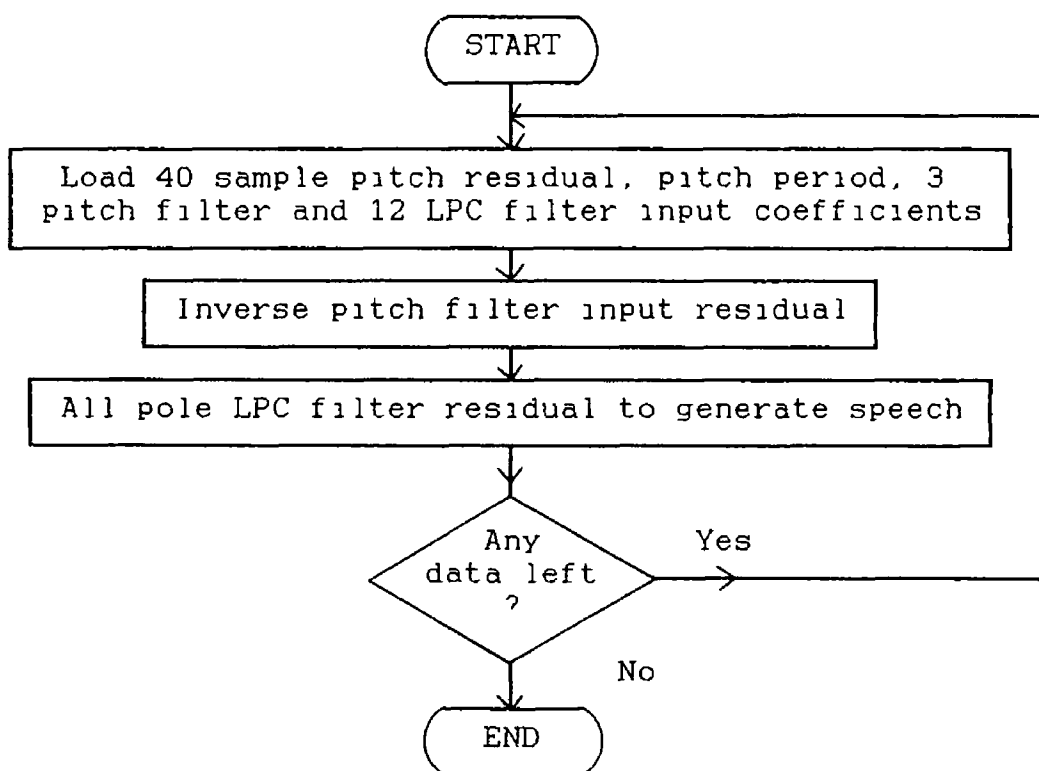 START
Load 40 sample pitch residual, pitch period, 3
pitch filter and 12 LPC filter input coefficients
Inverse pitch filter input residual
All pole LPC filter residual to generate speech
Any
data left
?
Yes
No
END